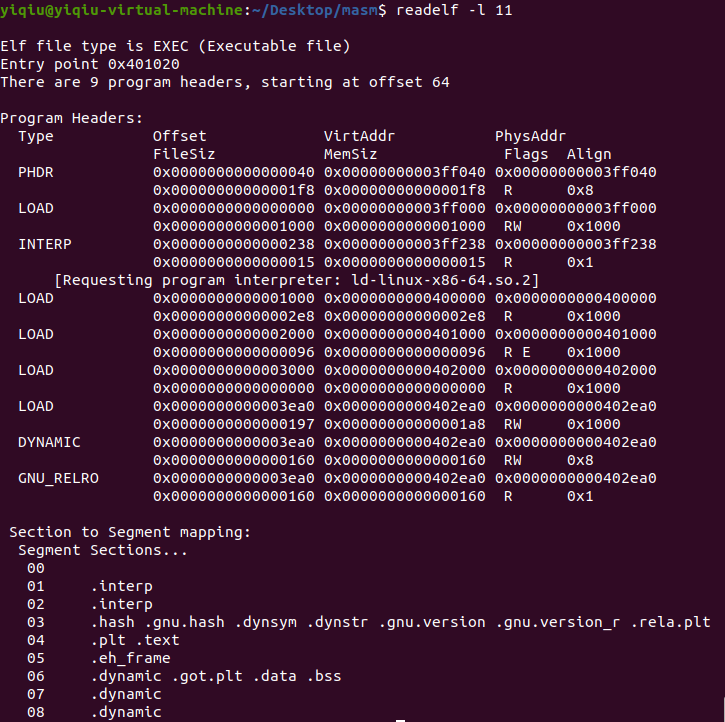 yiqiu@yiqiu-virtual-machine:~/Desktop/masm$ readelf -l 11

Elf file type is EXEC (Executable file)
Entry point 0x401020
There are 9 program headers, starting at offset 64

Program Headers:
  Type           Offset             VirtAddr           PhysAddr
                 FileSiz            MemSiz              Flags  Align
  PHDR           0x0000000000000040 0x00000000003ff040 0x00000000003ff040
                 0x00000000000001f8 0x00000000000001f8  R      0x8
  LOAD           0x0000000000000000 0x00000000003ff000 0x00000000003ff000
                 0x0000000000001000 0x0000000000001000  RW     0x1000
  INTERP         0x0000000000000238 0x00000000003ff238 0x00000000003ff238
                 0x0000000000000015 0x0000000000000015  R      0x1
      [Requesting program interpreter: ld-linux-x86-64.so.2]
  LOAD           0x0000000000001000 0x0000000000400000 0x0000000000400000
                 0x00000000000002e8 0x00000000000002e8  R      0x1000
  LOAD           0x0000000000002000 0x0000000000401000 0x0000000000401000
                 0x0000000000000096 0x0000000000000096  R E    0x1000
  LOAD           0x0000000000003000 0x0000000000402000 0x0000000000402000
                 0x0000000000000000 0x0000000000000000  R      0x1000
  LOAD           0x0000000000003ea0 0x0000000000402ea0 0x0000000000402ea0
                 0x0000000000000197 0x00000000000001a8  RW     0x1000
  DYNAMIC        0x0000000000003ea0 0x0000000000402ea0 0x0000000000402ea0
                 0x0000000000000160 0x0000000000000160  RW     0x8
  GNU_RELRO      0x0000000000003ea0 0x0000000000402ea0 0x0000000000402ea0
                 0x0000000000000160 0x0000000000000160  R      0x1

 Section to Segment mapping:
  Segment Sections...
   00
   01     .interp
   02     .interp
   03     .hash .gnu.hash .dynsym .dynstr .gnu.version .gnu.version_r .rela.plt
   04     .plt .text
   05     .eh_frame
   06     .dynamic .got.plt .data .bss
   07     .dynamic
   08     .dynamic